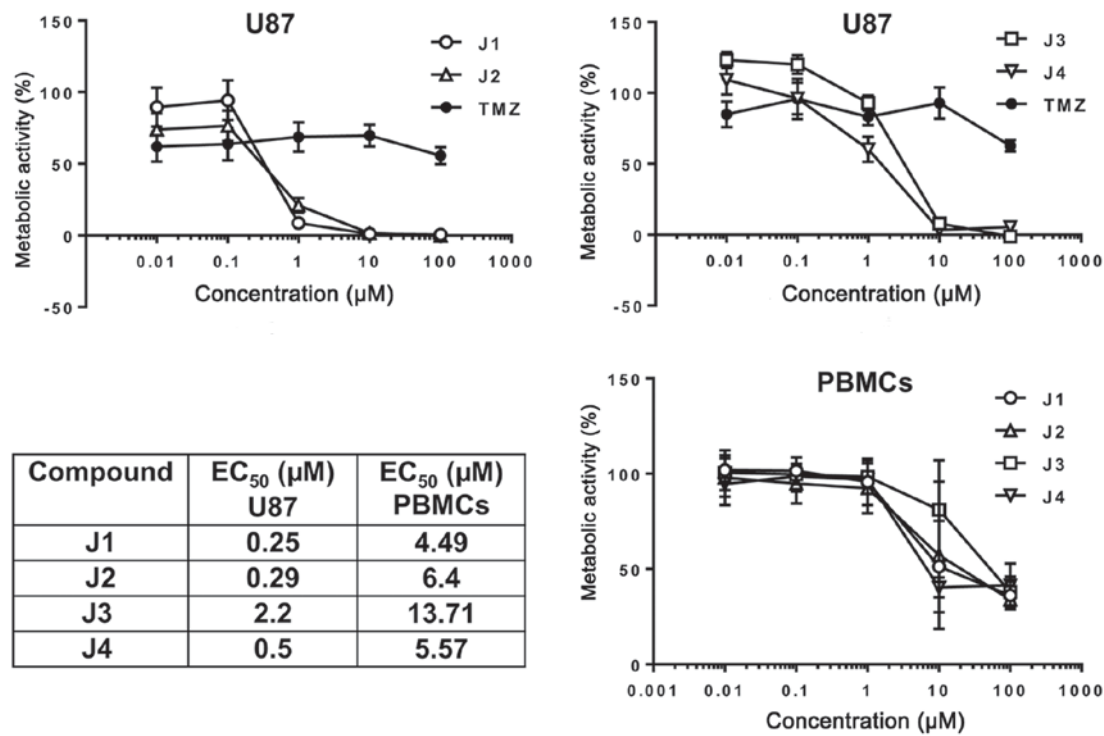 U87
150
100
50
0
-50
Metabolic activity (%)
0.01 0.1 1 10 100 1000
Concentration (µM)
J1
J2
TMZ
U87
150
100
50
0
-50
Metabolic activity (%)
0.01 0.1 1 10 100 1000
Concentration (µM)
J3
J4
TMZ
Compound EC50 (µM) U87 EC50 (µM) PBMCs
J1 0.25 4.49
J2 0.29 6.4
J3 2.2 13.71
J4 0.5 5.57
PBMCs
150
100
50
0
Metabolic activity (%)
0.001 0.01 0.1 1 10 100 1000
Concentration (µM)
J1
J2
J3
J4